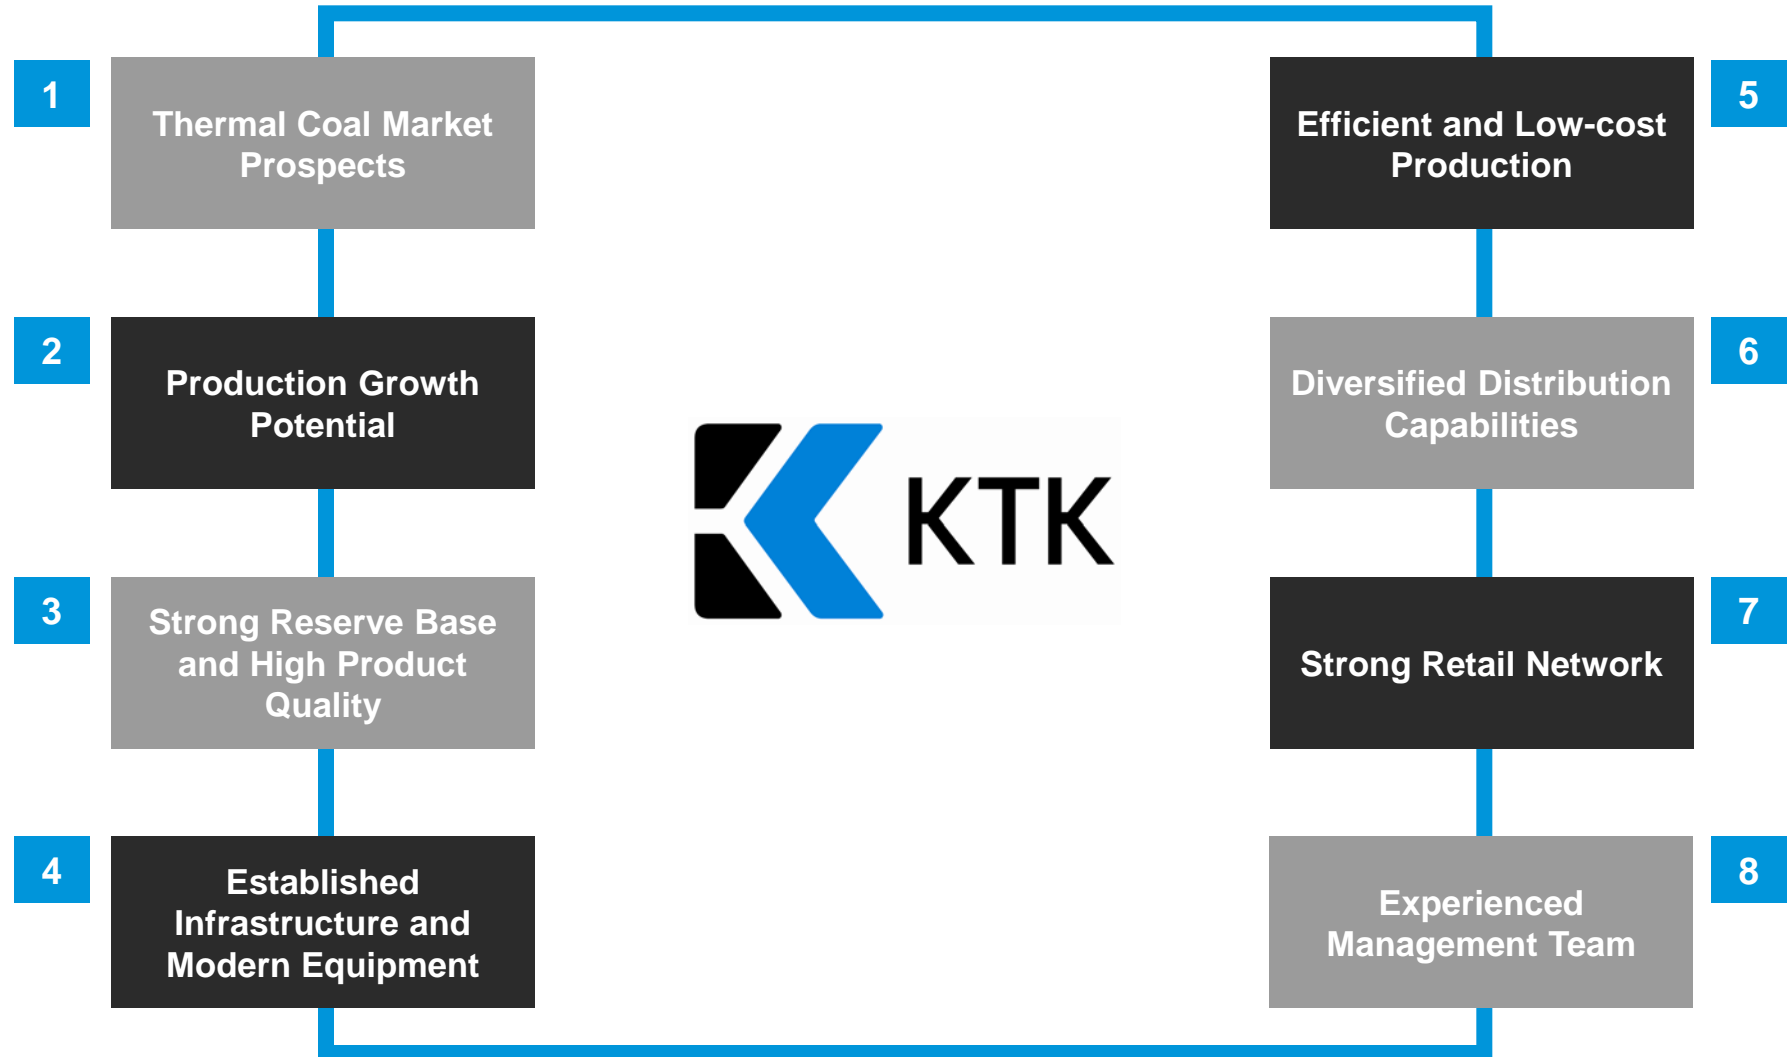 1
Thermal Coal Market
Prospects
2
Production Growth
Potential
3
Strong Reserve Base
and High Product
Quality
4
Established
Infrastructure and
Modern Equipment
KTK
5
Efficient and Low-cost
Production
6
Diversified Distribution
Capabilities
7
Strong Retail Network
8
Experienced
Management Team